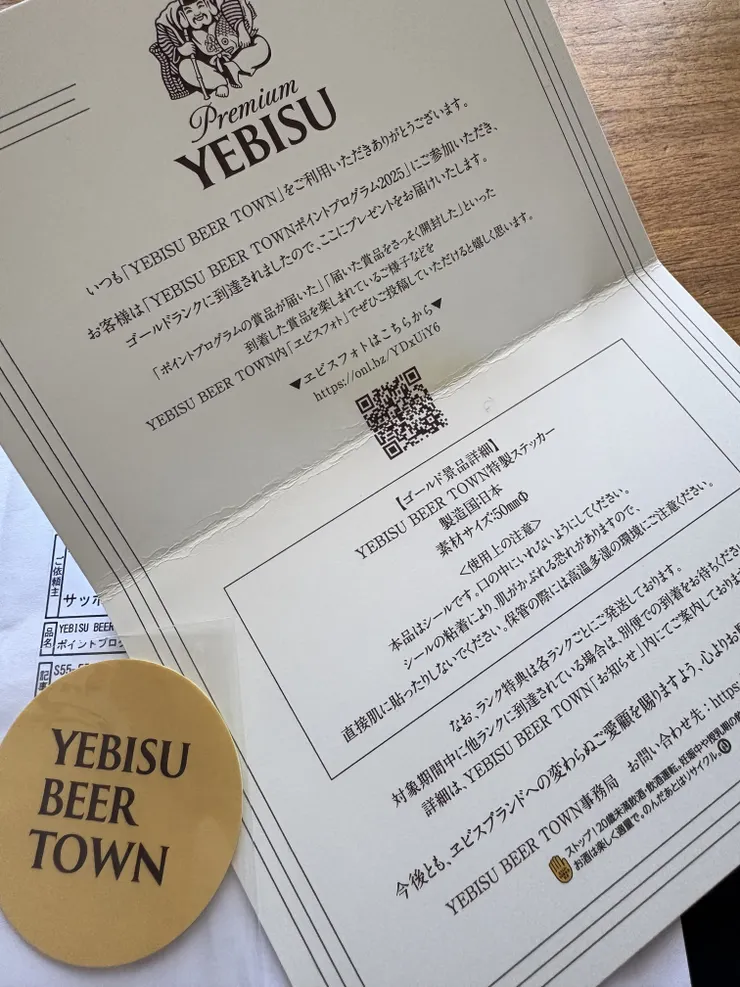 Premium
YEBISU
いつも「YEBISU BEER TOWN」をご利用いただきありがとうございます。
お客様は「YEBISU BEER TOWNポイントプログラム2025」にご参加いただき、
ゴールドランクに到達されましたので、ここにプレゼントをお届けいたします。
「ポイントプログラムの賞品が届いた」「届いた賞品をさっそく開封した」といった
到着した賞品を楽しまれているご様子などを
YEBISU BEER TOWN内「ヱビスフォト」でぜひご投稿していただけると嬉しく思います。
▼ヱビスフォトはこちらから▼
https://onl.bz/YDxUiY6
【ゴールド景品詳細】
YEBISU BEER TOWN特製ステッカー
製造国:日本
素材サイズ:50mmΦ
<使用上の注意>
本品はシールです。口の中にいれないようにしてください。
シールの粘着により、肌がかぶれる恐れがありますので、
直接肌に貼ったりしないでください。保管の際には高温多湿の環境にご注意ください。
なお、ランク特典は各ランクごとにご発送しております。
対象期間中に他ランクに到達されている場合は、別便での到着をお待ちくださ
詳細は、YEBISU BEER TOWN「お知らせ」内にてご案内しておりま
今後とも、ヱビスブランドへの変わらぬご愛顧を賜りますよう、心よりお
YEBISU BEER TOWN事務局 お問い合わせ先:https:
ストップ!20歳未満飲酒・飲酒運転。妊娠中や授乳期の
お酒は楽しく適量で。のんだあとはリサイクル。
ご依頼主
サッポ
品名
YEBISU BEER
ポイントプログ
記事
YEBISU
BEER
TOWN